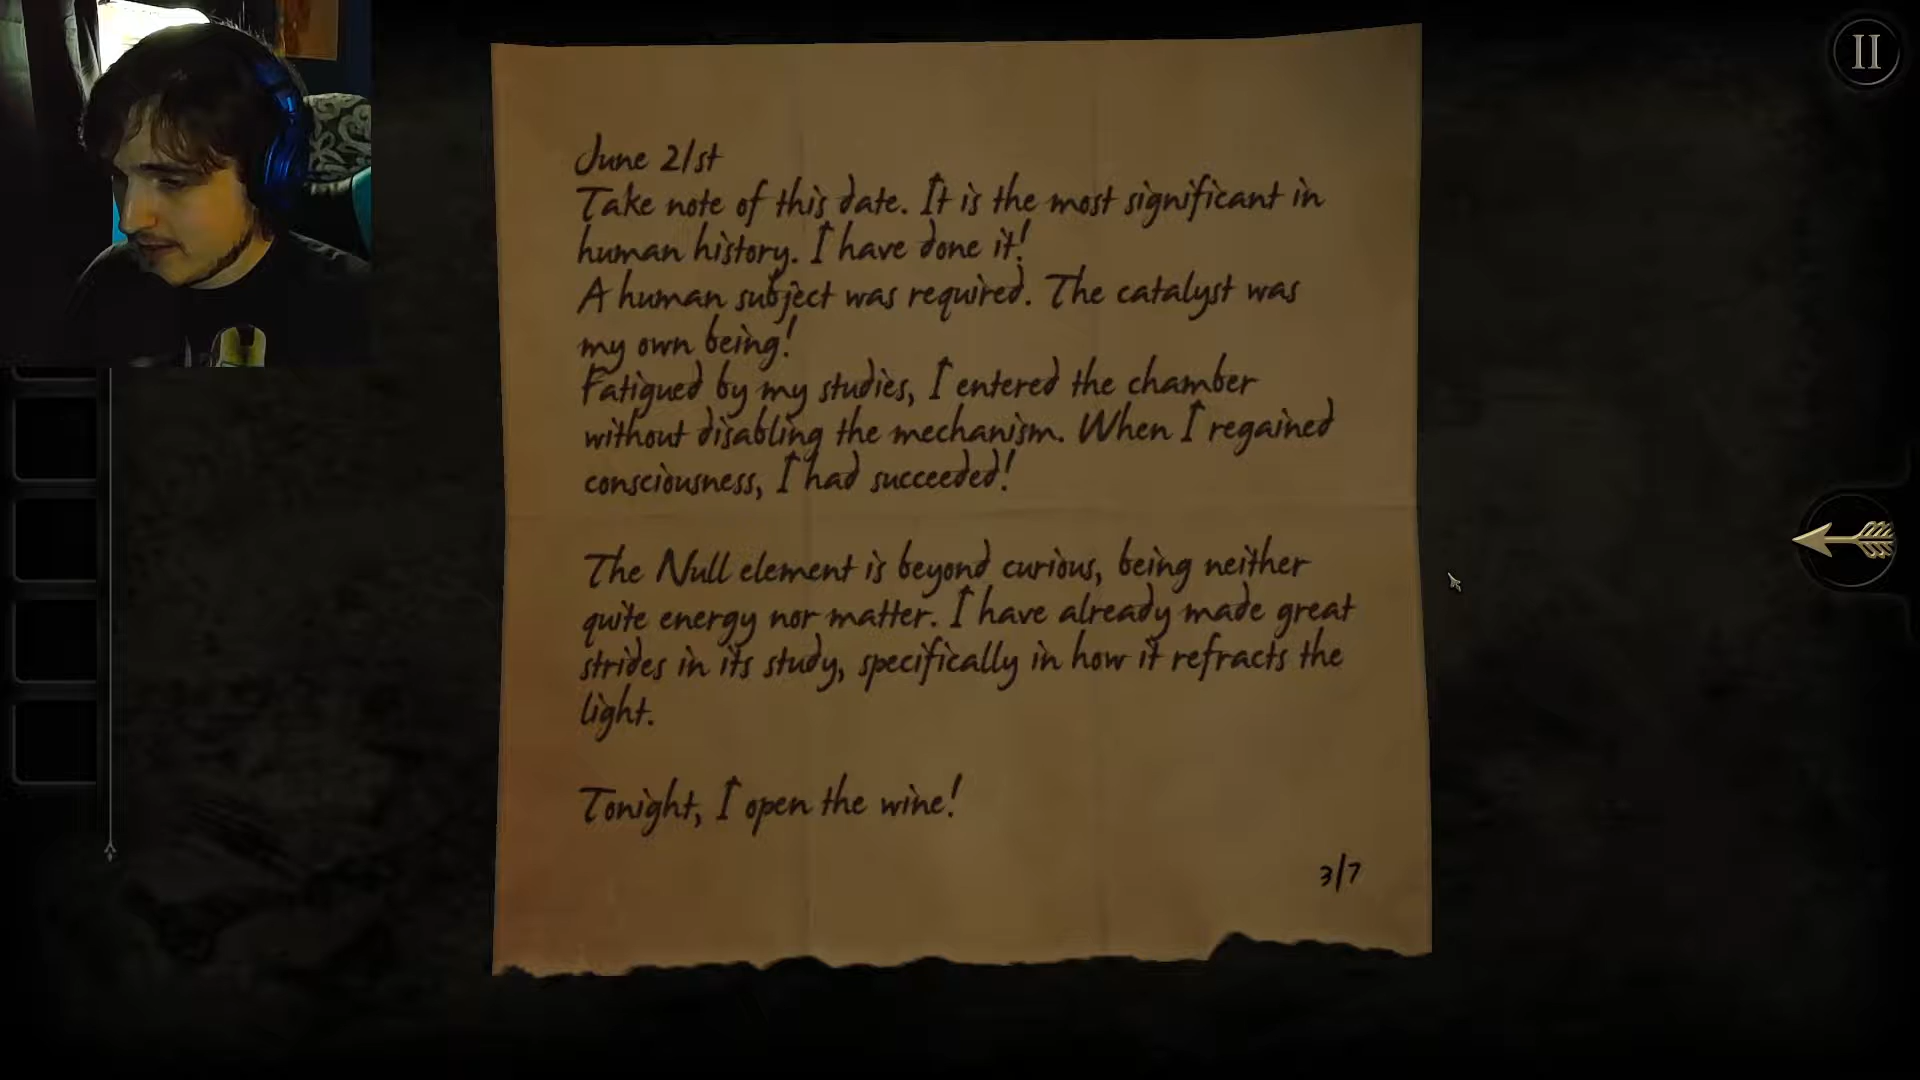 June 21st
Take note of this date. It is the most significant in
human history. I have done it!
A human subject was required. The catalyst was
my own being!
Fatigued by my studies, I entered the chamber
without disabling the mechanism. When I regained
consciousness, I had succeeded!
The Null element is beyond curious, being neither
quite energy nor matter. I have already made great
strides in its study, specifically in how it refracts the
light.
Tonight, I open the wine!
3/7